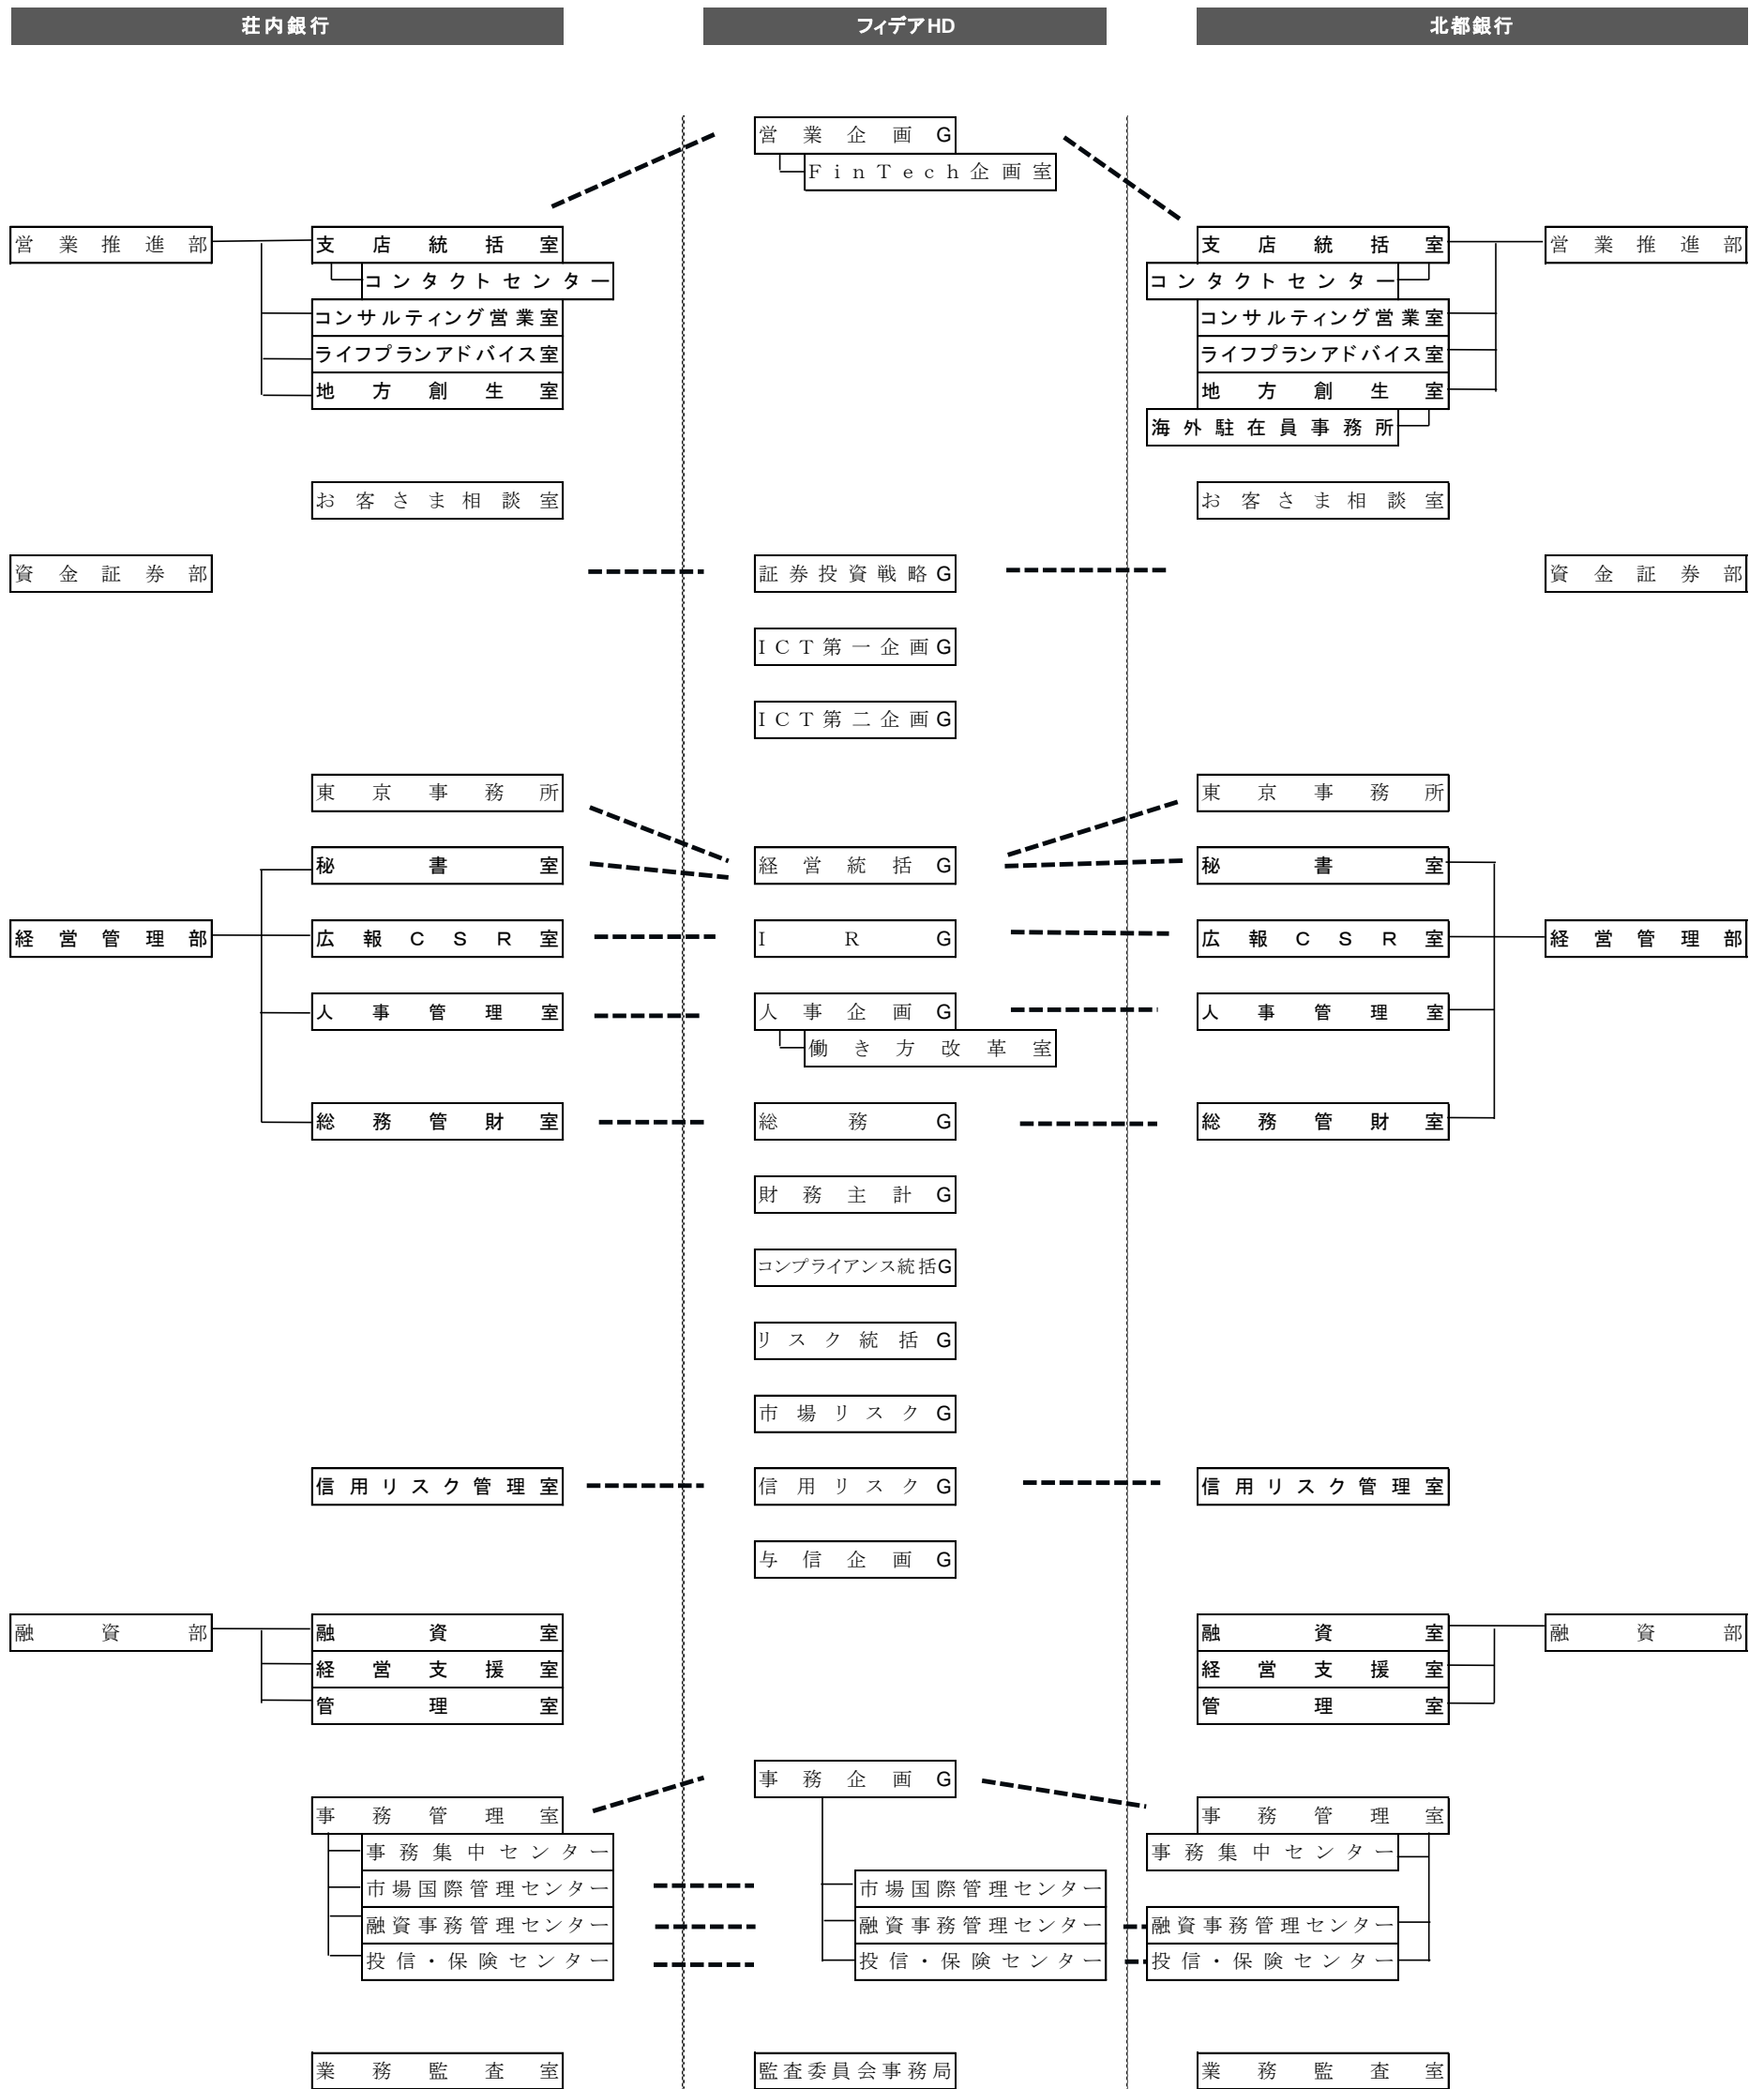 荘内銀行
フィデアHD
北都銀行
営業企画G
FinTech企画室
営業推進部
支店統括室
支店統括室
営業推進部
コンタクトセンター
コンタクトセンター
コンサルティング営業室
コンサルティング営業室
ライフプランアドバイス室
ライフプランアドバイス室
地方創生室
地方創生室
海外駐在員事務所
お客さま相談室
お客さま相談室
資金証券部
証券投資戦略G
資金証券部
ICT第一企画G
ICT第二企画G
東京事務所
東京事務所
秘書室
経営統括G
秘書室
経営管理部
広報CSR室
IRG
広報CSR室
経営管理部
人事管理室
人事企画G
人事管理室
働き方改革室
総務管財室
総務G
総務管財室
財務主計G
コンプライアンス統括G
リスク統括G
市場リスクG
信用リスク管理室
信用リスクG
信用リスク管理室
与信企画G
融資部
融資室
融資室
融資部
経営支援室
経営支援室
管理室
管理室
事務企画G
事務管理室
事務管理室
事務集中センター
事務集中センター
市場国際管理センター
市場国際管理センター
融資事務管理センター
融資事務管理センター
融資事務管理センター
投信・保険センター
投信・保険センター
投信・保険センター
業務監査室
監査委員会事務局
業務監査室